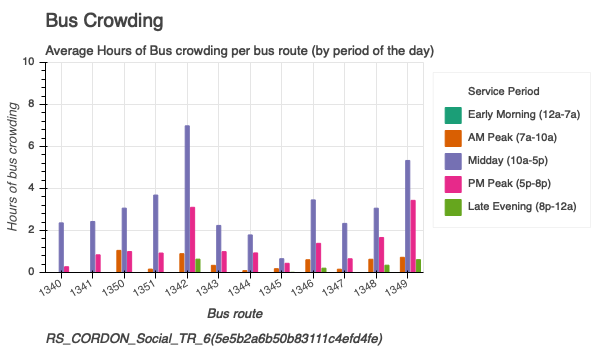 Bus Crowding
Average Hours of Bus crowding per bus route (by period of the day)
10
8
6
4
2
0
Hours of bus crowding
1340
1341
1350
1351
1342
1343
1344
1345
1346
1347
1348
1349
Bus route
Service Period
Early Morning (12a-7a)
AM Peak (7a-10a)
Midday (10a-5p)
PM Peak (5p-8p)
Late Evening (8p-12a)
RS_CORDON_Social_TR_6(5e5b2a6b50b83111c4efd4fe)